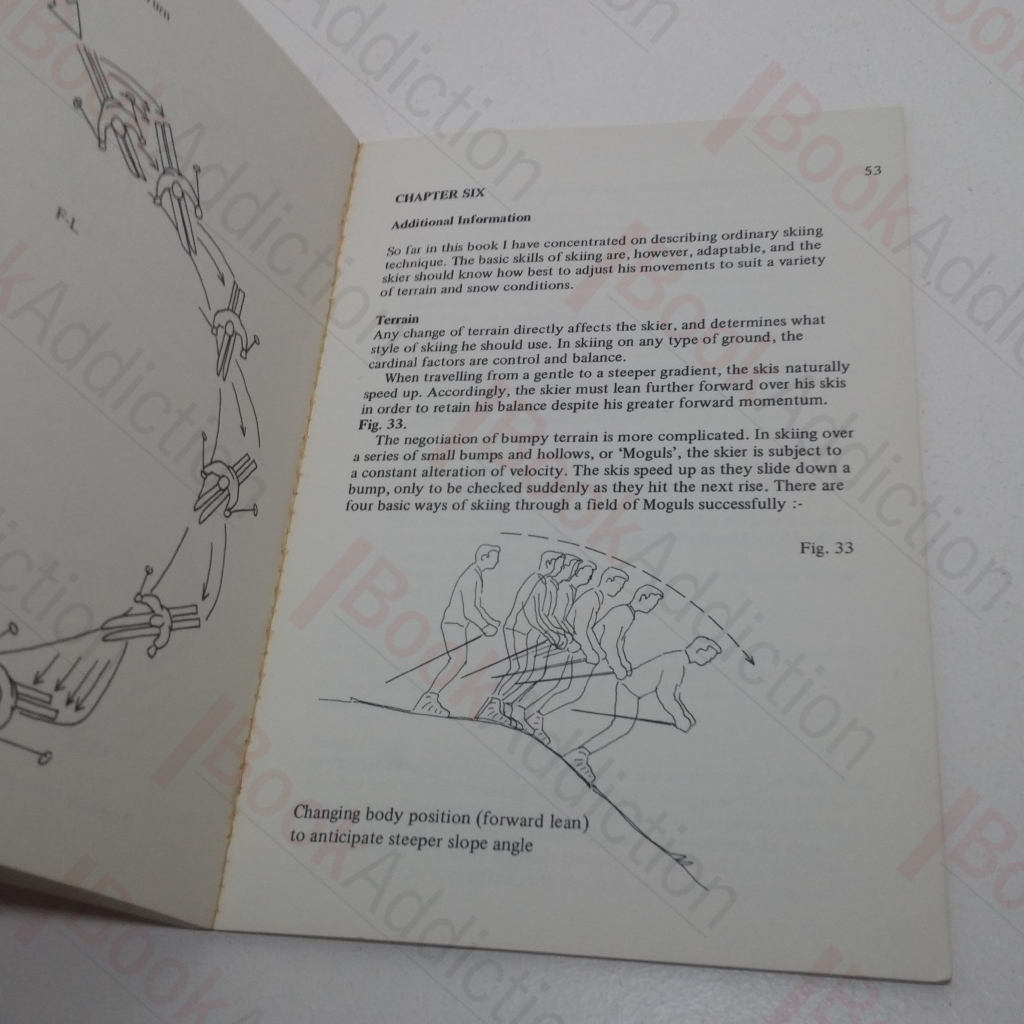 F-L
53
CHAPTER SIX
Additional Information
So far in this book I have concentrated on describing ordinary skiing
technique. The basic skills of skiing are, however, adaptable, and the
skier should know how best to adjust his movements to suit a variety
of terrain and snow conditions.
Terrain
Any change of terrain directly affects the skier, and determines what
style of skiing he should use. In skiing on any type of ground, the
cardinal factors are control and balance.
When travelling from a gentle to a steeper gradient, the skis naturally
speed up. Accordingly, the skier must lean further forward over his skis
in order to retain his balance despite his greater forward momentum.
Fig. 33.
The negotiation of bumpy terrain is more complicated. In skiing over
a series of small bumps and hollows, or ‘Moguls’, the skier is subject to
a constant alteration of velocity. The skis speed up as they slide down a
bump, only to be checked suddenly as they hit the next rise. There are
four basic ways of skiing through a field of Moguls successfully :-
Fig. 33
Changing body position (forward lean)
to anticipate steeper slope angle
BookAddiction